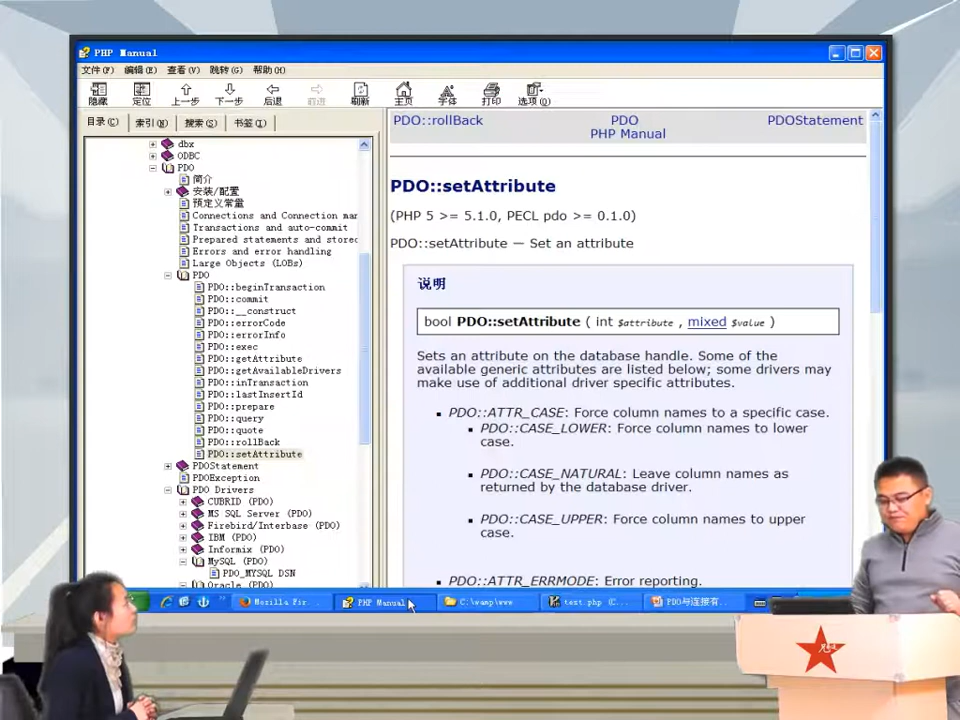 PHP Manual
文件(F) 编辑(E) 查看(V) 跳转(G) 帮助(H)
隐藏 定位 上一步 下一步 后退 前进 刷新 主页 字体 打印 选项(O)
目录(C) 索引(N) 搜索(S) 书签(I)
dbx
ODBC
PDO
简介
安装/配置
预定义常量
Connections and Connection mar
Transactions and auto-commit
Prepared statements and stored
Errors and error handling
Large Objects (LOBs)
PDO
PDO::beginTransaction
PDO::commit
PDO::__construct
PDO::errorCode
PDO::errorInfo
PDO::exec
PDO::getAttribute
PDO::getAvailableDrivers
PDO::inTransaction
PDO::lastInsertId
PDO::prepare
PDO::query
PDO::quote
PDO::rollBack
PDO::setAttribute
PDOStatement
PDOException
PDO Drivers
CUBRID (PDO)
MS SQL Server (PDO)
Firebird/Interbase (PDO)
IBM (PDO)
Informix (PDO)
MySQL (PDO)
PDO_MYSQL DSN
Oracle (PDO)
PDO::rollBack PDO PDOStatement
PHP Manual
PDO::setAttribute
(PHP 5 >= 5.1.0, PECL pdo >= 0.1.0)
PDO::setAttribute — Set an attribute
说明
bool PDO::setAttribute ( int $attribute , mixed $value )
Sets an attribute on the database handle. Some of the
available generic attributes are listed below; some drivers may
make use of additional driver specific attributes.
PDO::ATTR_CASE: Force column names to a specific case.
PDO::CASE_LOWER: Force column names to lower
case.
PDO::CASE_NATURAL: Leave column names as
returned by the database driver.
PDO::CASE_UPPER: Force column names to upper
case.
PDO::ATTR_ERRMODE: Error reporting.
Mozilla Fir... PHP Manual C:\wamp\www test.php (C... PDO与连接有...